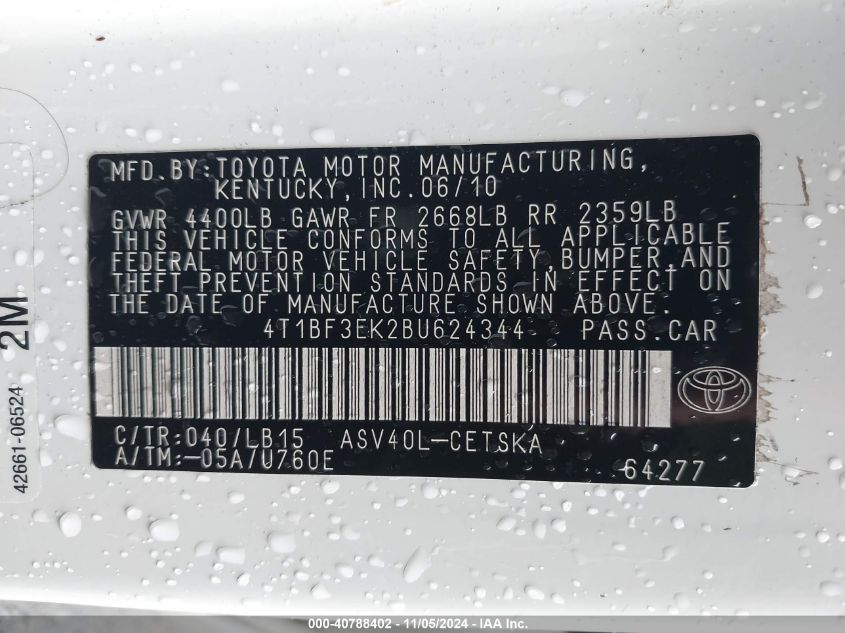 MFD.BY:TOYOTA MOTOR MANUFACTURING,
KENTUCKY,INC.06/10
GVWR 4400LB GAWR FR 2668LB RR 2359LB
THIS VEHICLE CONFORMS TO ALL APPLICABLE
FEDERAL MOTOR VEHICLE SAFETY,BUMPER,AND
THEFT PREVENTION STANDARDS IN EFFECT ON
THE DATE OF MANUFACTURE SHOWN ABOVE.
4T1BF3EK2BU624344 PASS.CAR
C/TR:040/LB15 ASV40L-CETSKA
A/TM:-05A/U760E
64277
2M
42661-06524
000-40788402 - 11/05/2024 - IAA Inc.